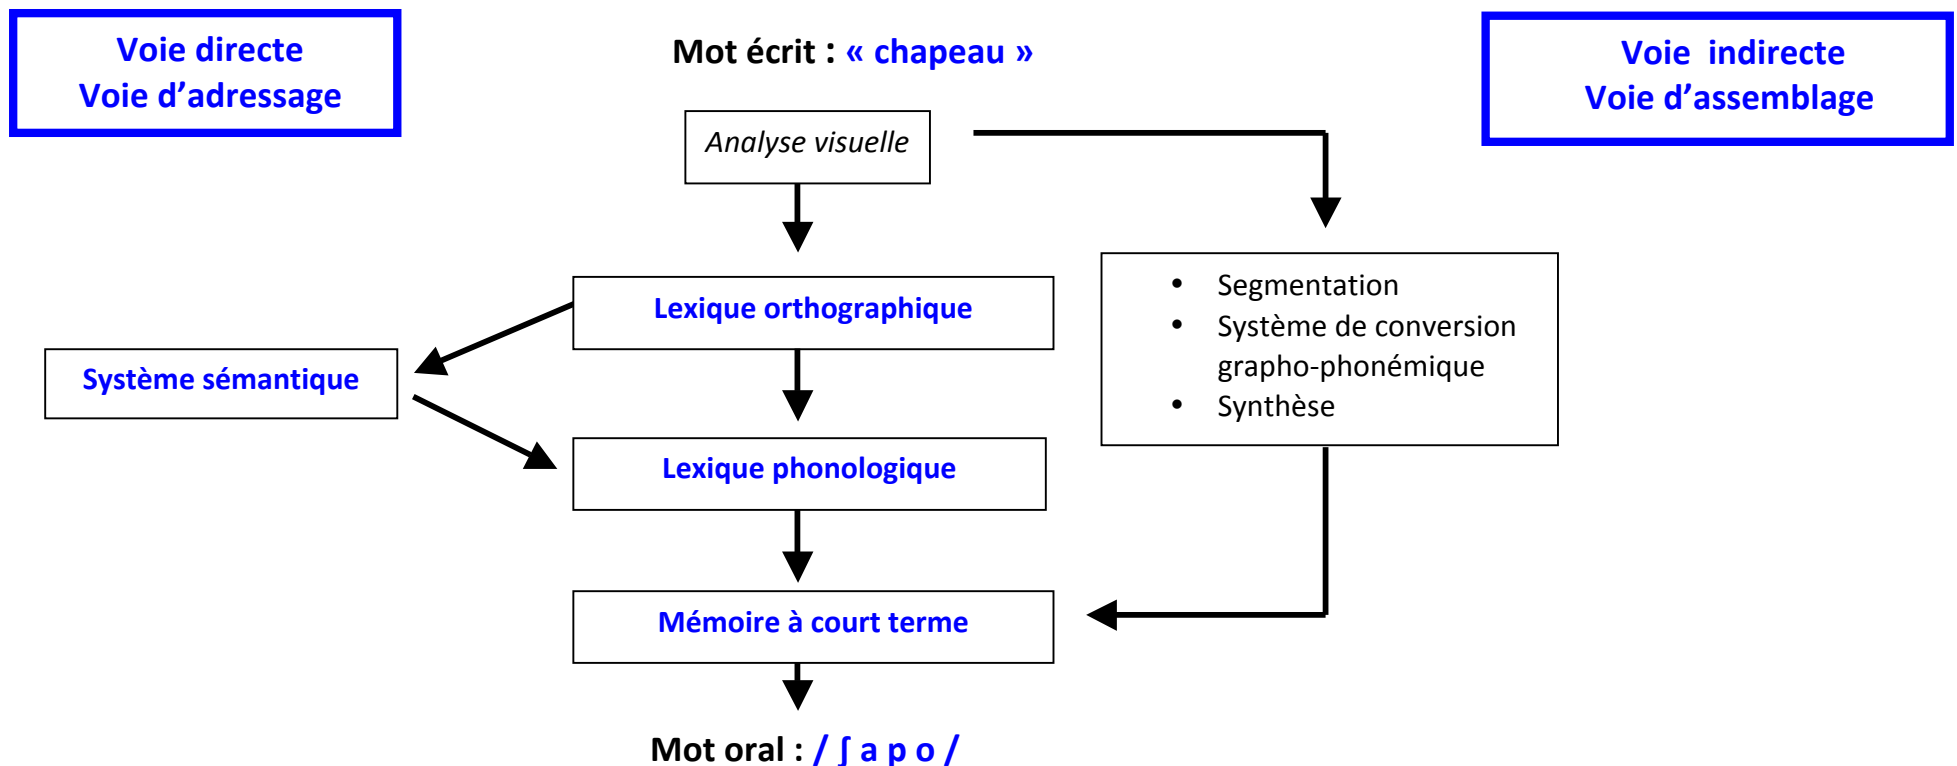 Voie directe
Voie d’adressage
Mot écrit : « chapeau »
Voie indirecte
Voie d’assemblage
Analyse visuelle
Lexique orthographique
• Segmentation
• Système de conversion
grapho-phonémique
• Synthèse
Système sémantique
Lexique phonologique
Mémoire à court terme
Mot oral : / ʃ a p o /